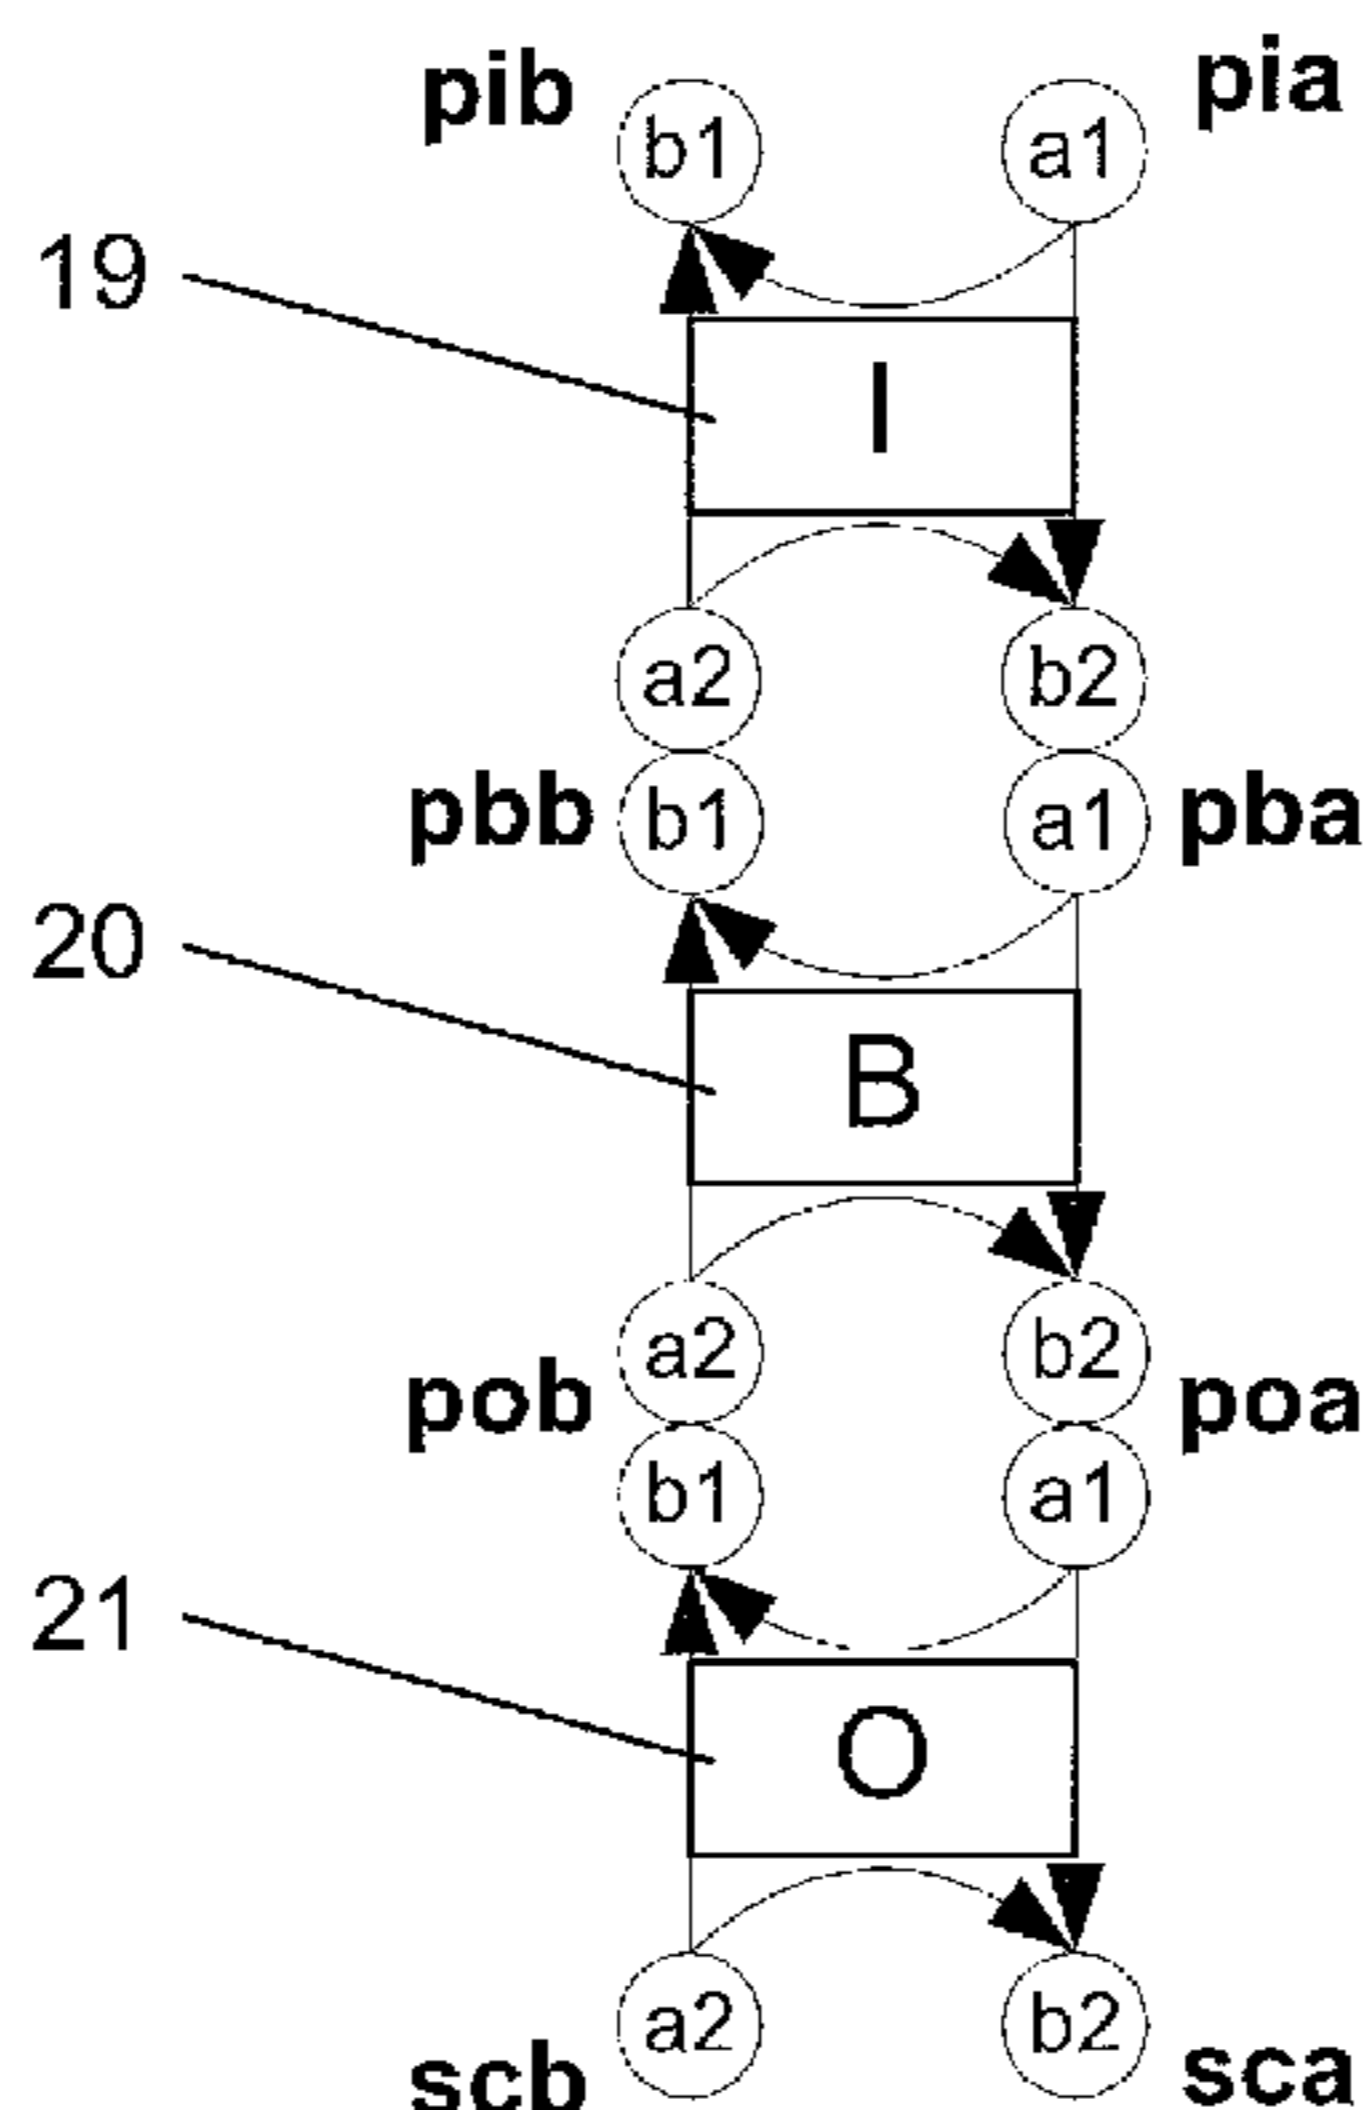 pib b1 a1 pia
19
I
a2 b2
pbb b1 a1 pba
20
B
a2 b2
pob poa
b1 a1
21
O
a2 b2
scb sca